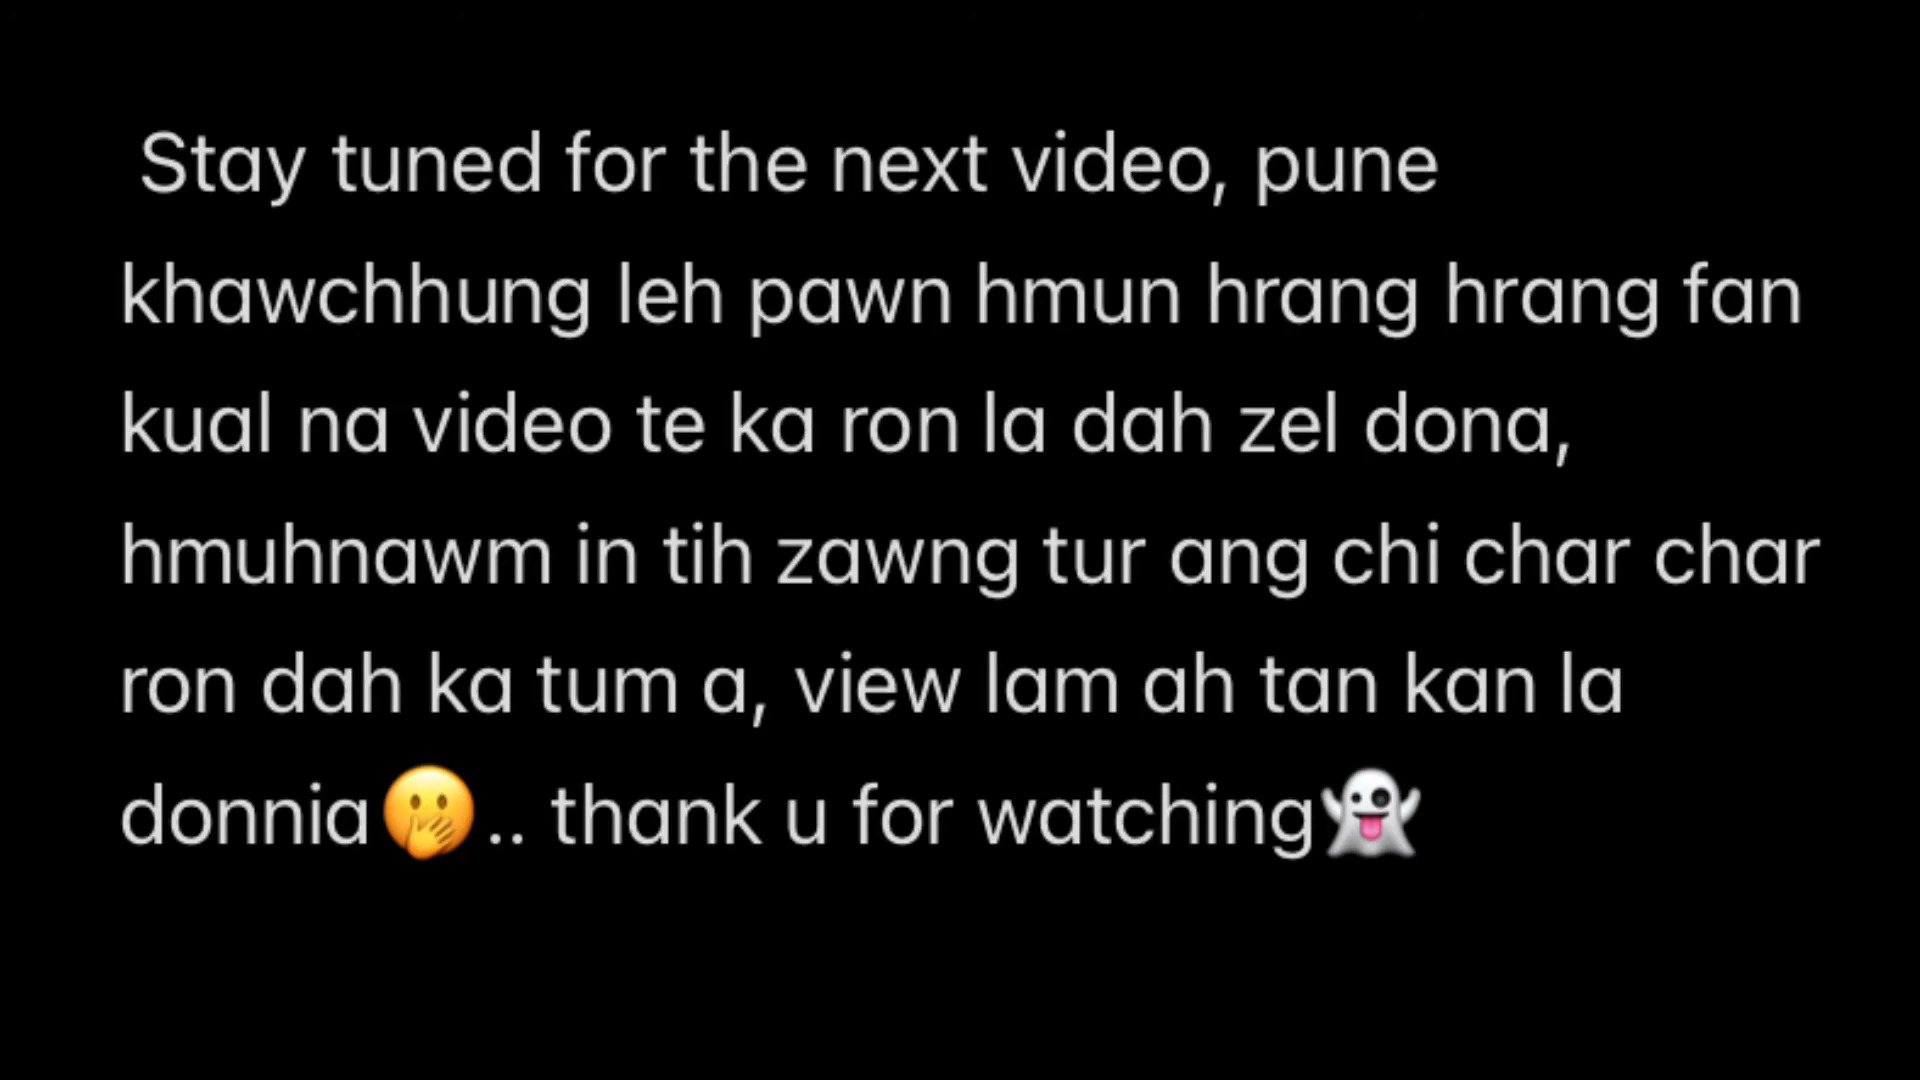 Stay tuned for the next video, pune
khawchhung leh pawn hmun hrang hrang fan
kual na video te ka ron la dah zel dona,
hmuhnawm in tih zawng tur ang chi char char
ron dah ka tum a, view lam ah tan kan la
donnia🤭.. thank u for watching👻